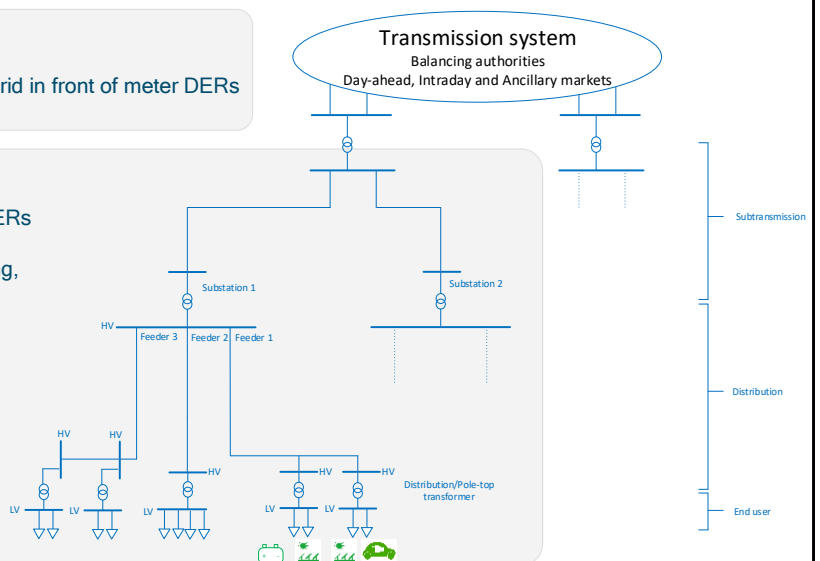 rid in front of meter DERs
ERs
g,
Transmission system
Balancing authorities
Day-ahead, Intraday and Ancillary markets
Subtransmission
Substation 1
Substation 2
HV
Feeder 3
Feeder 2
Feeder 1
Distribution
HV
HV
HV
HV
HV
Distribution/Pole-top
transformer
LV
LV
LV
LV
LV
End user